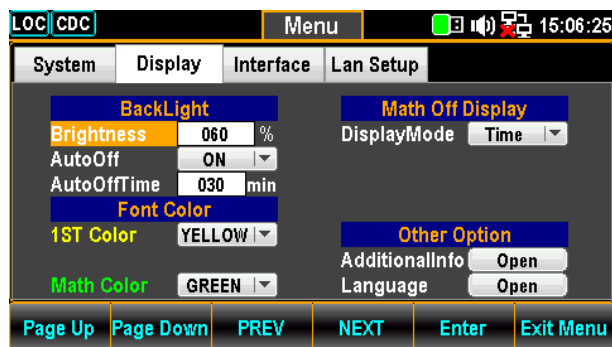 LOC CDC Menu 15:06:25
System Display Interface Lan Setup
BackLight Math Off Display
Brightness 060 % DisplayMode Time
AutoOff ON
AutoOffTime 030 min
Font Color
1ST Color YELLOW Other Option
AdditionalInfo Open
Math Color GREEN Language Open
Page Up Page Down PREV NEXT Enter Exit Menu